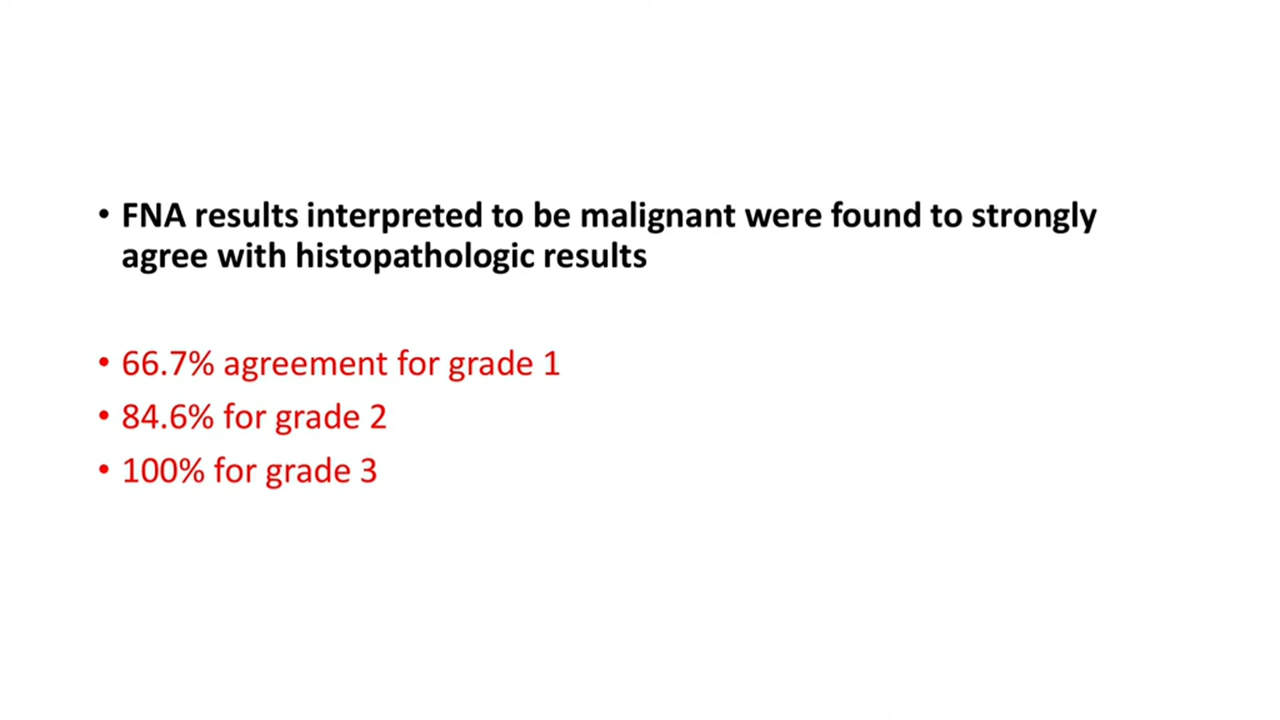 • FNA results interpreted to be malignant were found to strongly
agree with histopathologic results
• 66.7% agreement for grade 1
• 84.6% for grade 2
• 100% for grade 3